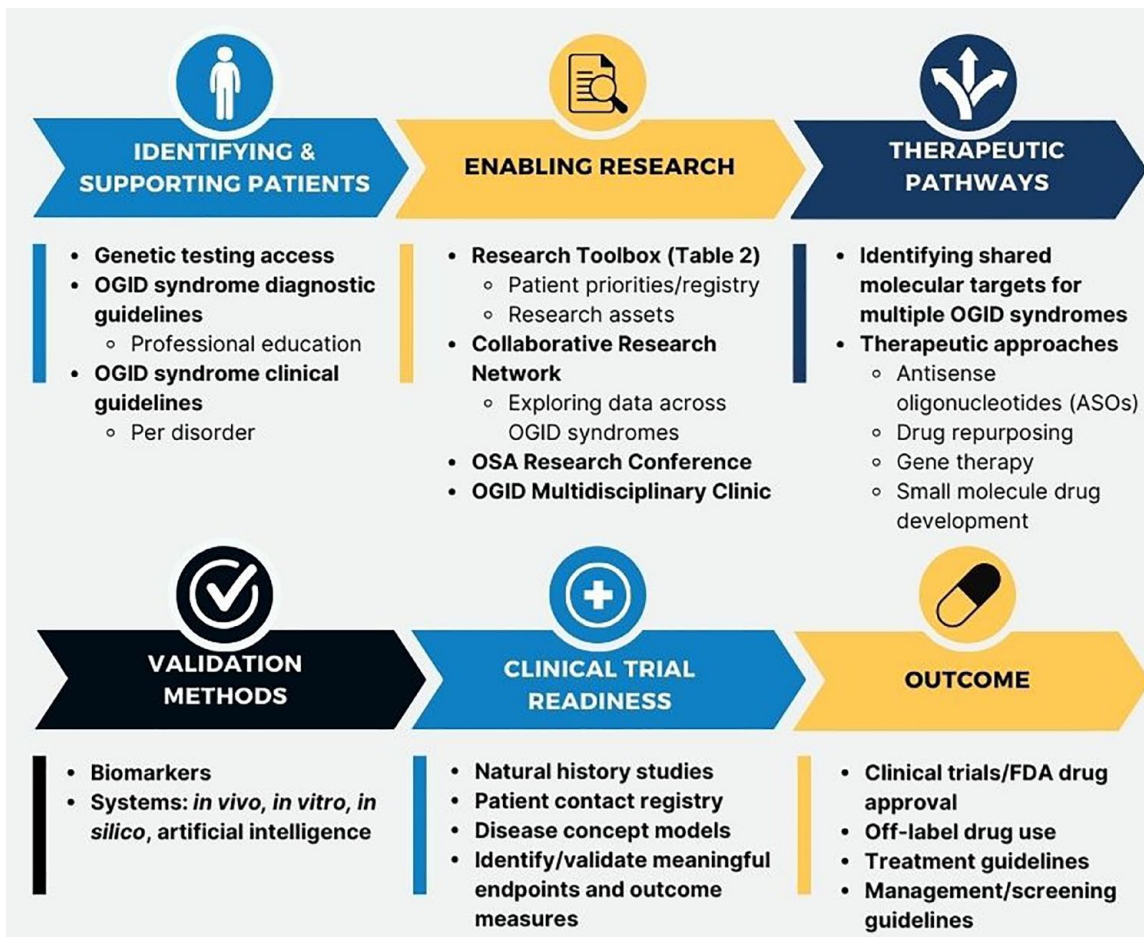 IDENTIFYING &
SUPPORTING PATIENTS
• Genetic testing access
• OGID syndrome diagnostic
guidelines
○ Professional education
• OGID syndrome clinical
guidelines
○ Per disorder
ENABLING RESEARCH
• Research Toolbox (Table 2)
○ Patient priorities/registry
○ Research assets
• Collaborative Research
Network
○ Exploring data across
OGID syndromes
• OSA Research Conference
• OGID Multidisciplinary Clinic
THERAPEUTIC
PATHWAYS
• Identifying shared
molecular targets for
multiple OGID syndromes
• Therapeutic approaches
○ Antisense
oligonucleotides (ASOs)
○ Drug repurposing
○ Gene therapy
○ Small molecule drug
development
VALIDATION
METHODS
• Biomarkers
• Systems: in vivo, in vitro, in
silico, artificial intelligence
CLINICAL TRIAL
READINESS
• Natural history studies
• Patient contact registry
• Disease concept models
• Identify/validate meaningful
endpoints and outcome
measures
OUTCOME
• Clinical trials/FDA drug
approval
• Off-label drug use
• Treatment guidelines
• Management/screening
guidelines